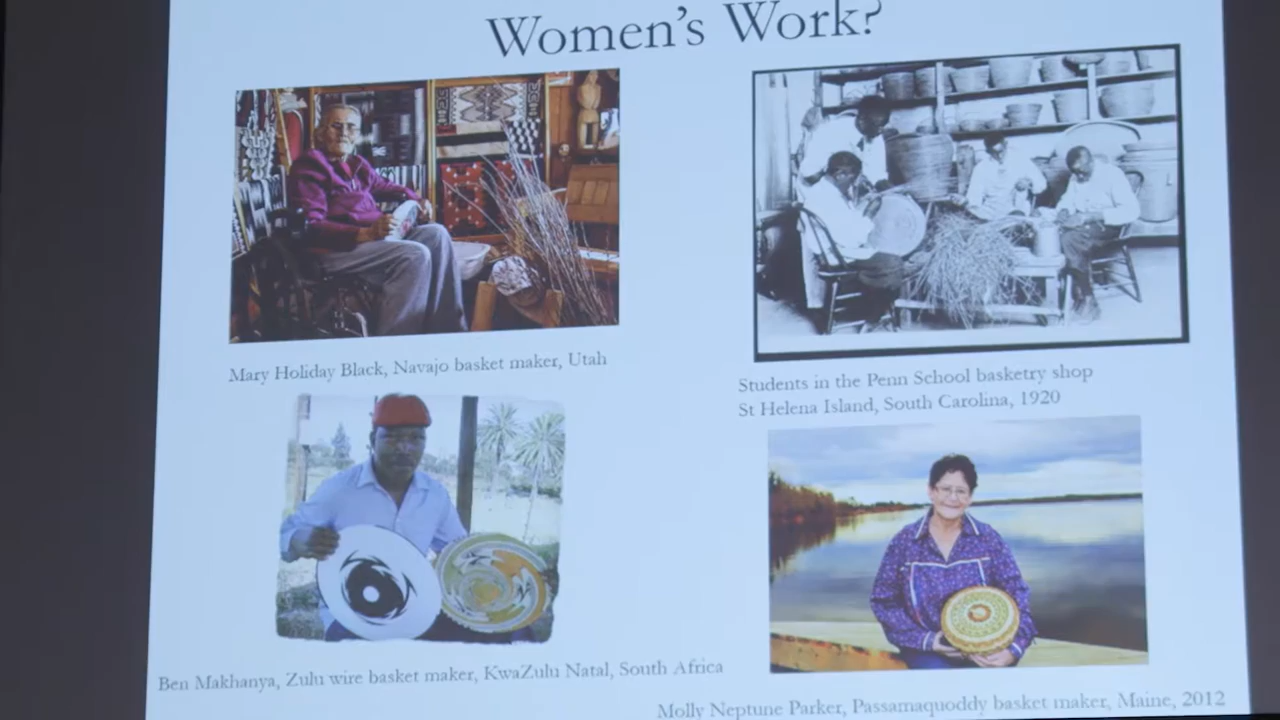 Women's Work?
Mary Holiday Black, Navajo basket maker, Utah
Students in the Penn School basketry shop
St Helena Island, South Carolina, 1920
Ben Makhanya, Zulu wire basket maker, KwaZulu Natal, South Africa
Molly Neptune Parker, Passamaquoddy basket maker, Maine, 2012